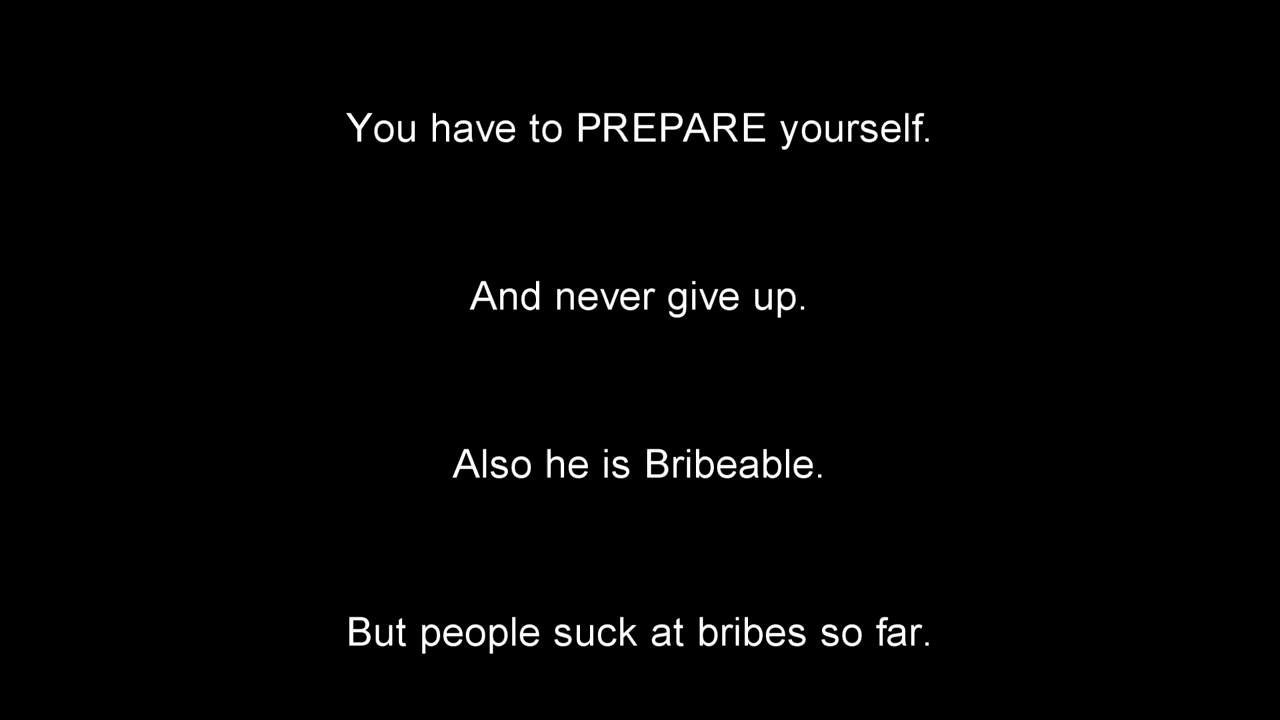 You have to PREPARE yourself.
And never give up.
Also he is Bribeable.
But people suck at bribes so far.